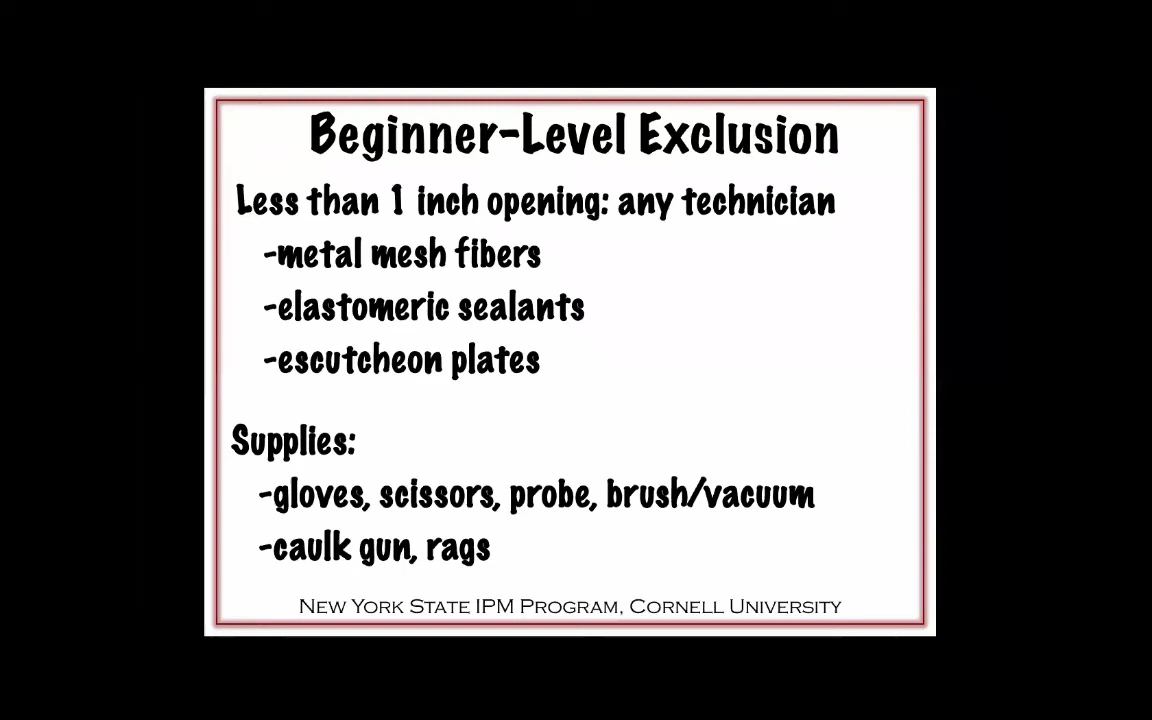 Beginner-Level Exclusion
Less than 1 inch opening: any technician
-metal mesh fibers
-elastomeric sealants
-escutcheon plates
Supplies:
-gloves, scissors, probe, brush/vacuum
-caulk gun, rags
New York State IPM Program, Cornell University